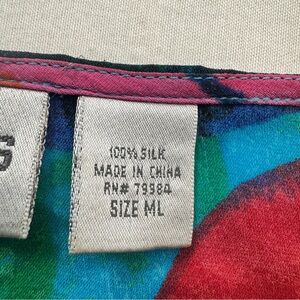 S
100% SILK
MADE IN CHINA
RN# 79984
SIZE ML